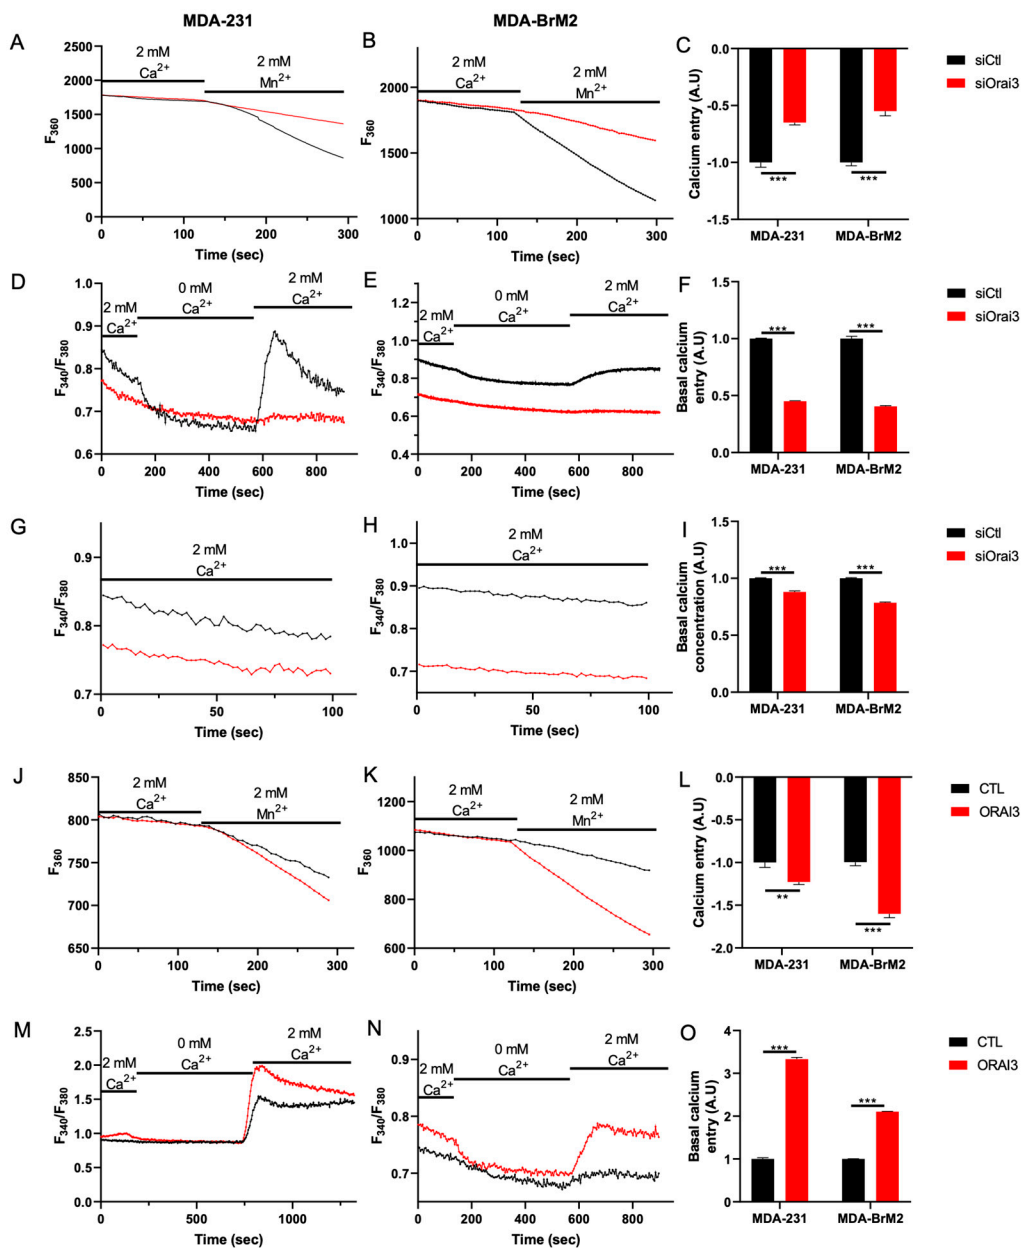 MDA-231
MDA-BrM2
A
2 mM
Ca2+
2 mM
Mn2+
2500
2000
1500
1000
500
0
F360
0
100
200
300
Time (sec)
B
2 mM
Ca2+
2 mM
Mn2+
2000
1500
1000
F360
0
100
200
300
Time (sec)
C
0.0
-0.5
-1.0
-1.5
Calcium entry (A.U)
***
***
MDA-231
MDA-BrM2
siCtl
siOrai3
D
2 mM
Ca2+
0 mM
Ca2+
2 mM
Ca2+
1.0
0.9
0.8
0.7
0.6
F340/F380
0
200
400
600
800
Time (sec)
E
2 mM
Ca2+
0 mM
Ca2+
2 mM
Ca2+
1.2
1.0
0.8
0.6
0.4
F340/F380
0
200
400
600
800
Time (sec)
F
1.5
1.0
0.5
0.0
Basal calcium
entry (A.U)
***
***
MDA-231
MDA-BrM2
siCtl
siOrai3
G
2 mM
Ca2+
0.9
0.8
0.7
F340/F380
0
50
100
Time (sec)
H
2 mM
Ca2+
1.0
0.9
0.8
0.7
F340/F380
0
50
100
Time (sec)
I
1.5
1.0
0.5
0.0
Basal calcium
concentration (A.U)
***
***
MDA-231
MDA-BrM2
siCtl
siOrai3
J
2 mM
Ca2+
2 mM
Mn2+
850
800
750
700
650
F360
0
100
200
300
Time (sec)
K
2 mM
Ca2+
2 mM
Mn2+
1200
1000
800
600
F360
0
100
200
300
Time (sec)
L
0.0
-0.5
-1.0
-1.5
-2.0
Calcium entry (A.U)
**
***
MDA-231
MDA-BrM2
CTL
ORAI3
M
2 mM
Ca2+
0 mM
Ca2+
2 mM
Ca2+
2.5
2.0
1.5
1.0
0.5
0.0
F340/F380
0
500
1000
Time (sec)
N
2 mM
Ca2+
0 mM
Ca2+
2 mM
Ca2+
0.9
0.8
0.7
F340/F380
0
200
400
600
800
Time (sec)
O
4
3
2
1
0
Basal calcium
entry (A.U)
***
***
MDA-231
MDA-BrM2
CTL
ORAI3